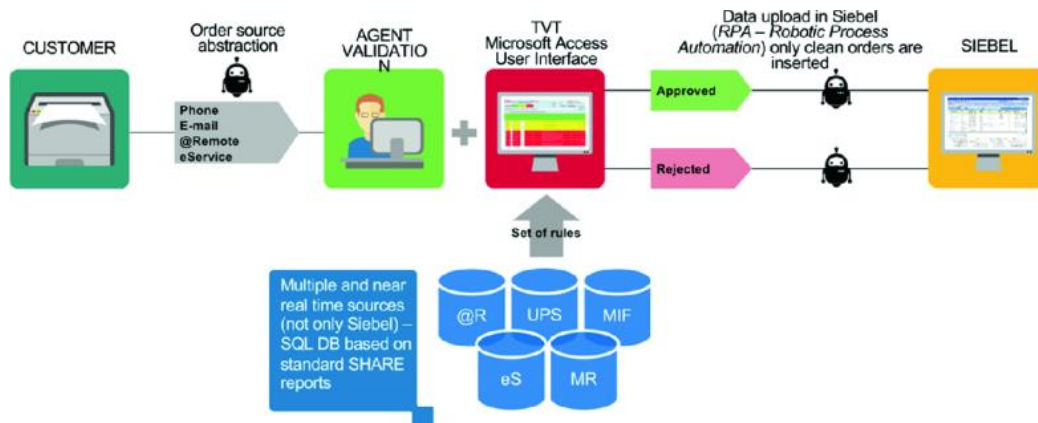 CUSTOMER
Order source
abstraction
Phone
E-mail
@Remote
eService
AGENT
VALIDATIO
N
TVT
Microsoft Access
User Interface
Data upload in Siebel
(RPA – Robotic Process
Automation) only clean orders are
inserted
Approved
Rejected
SIEBEL
Set of rules
Multiple and near
real time sources
(not only Siebel) –
SQL DB based on
standard SHARE
reports
@R
UPS
MIF
eS
MR